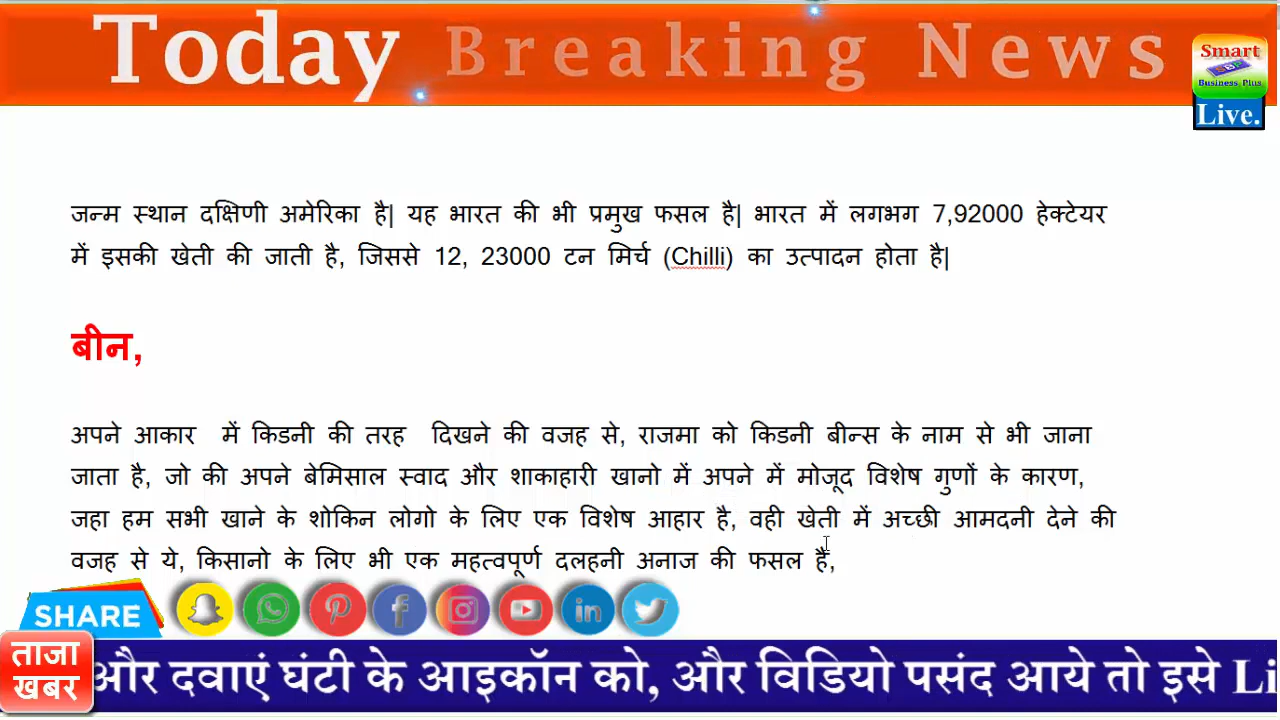 Today Breaking News
Smart
Business Plus
Live.
जन्म स्थान दक्षिणी अमेरिका है| यह भारत की भी प्रमुख फसल है| भारत में लगभग 7,92000 हेक्टेयर
में इसकी खेती की जाती है, जिससे 12, 23000 टन मिर्च (Chilli) का उत्पादन होता है|
बीन,
अपने आकार में किडनी की तरह दिखने की वजह से, राजमा को किडनी बीन्स के नाम से भी जाना
जाता है, जो की अपने बेमिसाल स्वाद और शाकाहारी खानो में अपने में मोजूद विशेष गुणों के कारण,
जहा हम सभी खाने के शोकिन लोगो के लिए एक विशेष आहार है, वही खेती में अच्छी आमदनी देने की
वजह से ये, किसानो के लिए भी एक महत्वपूर्ण दलहनी अनाज की फसल है,
SHARE
ताजा
खबर
और दवाएं घंटी के आइकॉन को, और विडियो पसंद आये तो इसे Li